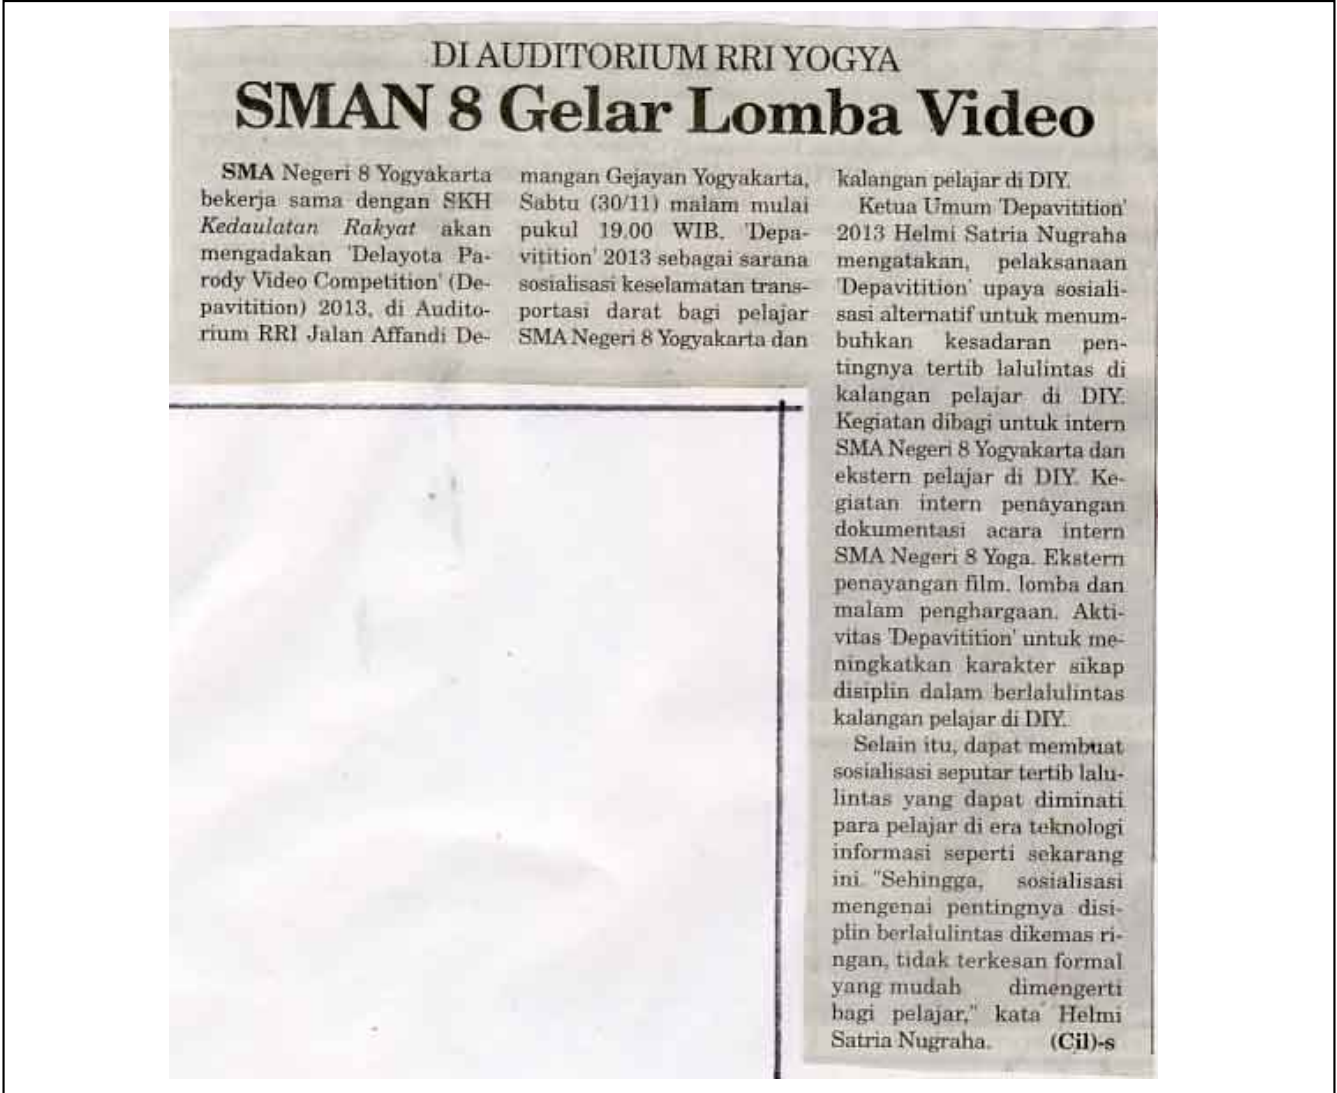 DI AUDITORIUM RRI YOGYA
SMAN 8 Gelar Lomba Video
SMA Negeri 8 Yogyakarta
bekerja sama dengan SKH
Kedaulatan Rakyat akan
mengadakan 'Delayota Pa-
rody Video Competition' (De-
pavitition) 2013, di Audito-
rium RRI Jalan Affandi De-
mangan Gejayan Yogyakarta,
Sabtu (30/11) malam mulai
pukul 19.00 WIB. 'Depa-
vitition' 2013 sebagai sarana
sosialisasi keselamatan trans-
portasi darat bagi pelajar
SMA Negeri 8 Yogyakarta dan
kalangan pelajar di DIY.
Ketua Umum 'Depavitition'
2013 Helmi Satria Nugraha
mengatakan, pelaksanaan
'Depavitition' upaya sosiali-
sasi alternatif untuk menum-
buhkan kesadaran pen-
tingnya tertib lalulintas di
kalangan pelajar di DIY.
Kegiatan dibagi untuk intern
SMA Negeri 8 Yogyakarta dan
ekstern pelajar di DIY. Ke-
giatan intern penayangan
dokumentasi acara intern
SMA Negeri 8 Yoga. Ekstern
penayangan film, lomba dan
malam penghargaan. Akti-
vitas 'Depavitition' untuk me-
ningkatkan karakter sikap
disiplin dalam berlalulintas
kalangan pelajar di DIY.
Selain itu, dapat membuat
sosialisasi seputar tertib lalu-
lintas yang dapat diminati
para pelajar di era teknologi
informasi seperti sekarang
ini. "Sehingga, sosialisasi
mengenai pentingnya disi-
plin berlalulintas dikemas ri-
ngan, tidak terkesan formal
yang mudah dimengerti
bagi pelajar," kata Helmi
Satria Nugraha. (Cil)-s